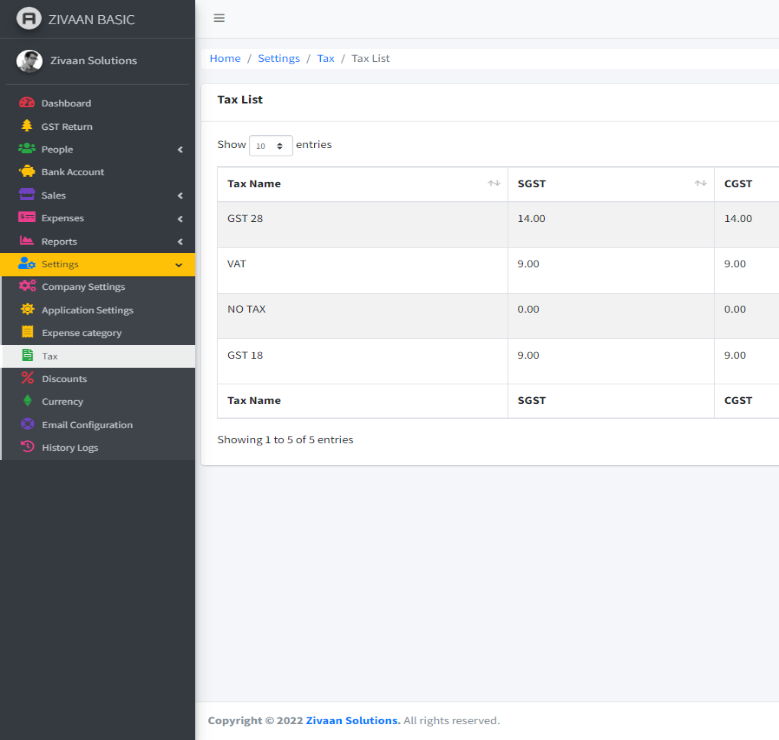 ZIVAAN BASIC
Zivaan Solutions
Dashboard
GST Return
People
Bank Account
Sales
Expenses
Reports
Settings
Company Settings
Application Settings
Expense category
Tax
Discounts
Currency
Email Configuration
History Logs
Home / Settings / Tax / Tax List
Tax List
Show 10 entries
Tax Name SGST CGST
GST 28 14.00 14.00
VAT 9.00 9.00
NO TAX 0.00 0.00
GST 18 9.00 9.00
Tax Name SGST CGST
Showing 1 to 5 of 5 entries
Copyright © 2022 Zivaan Solutions. All rights reserved.